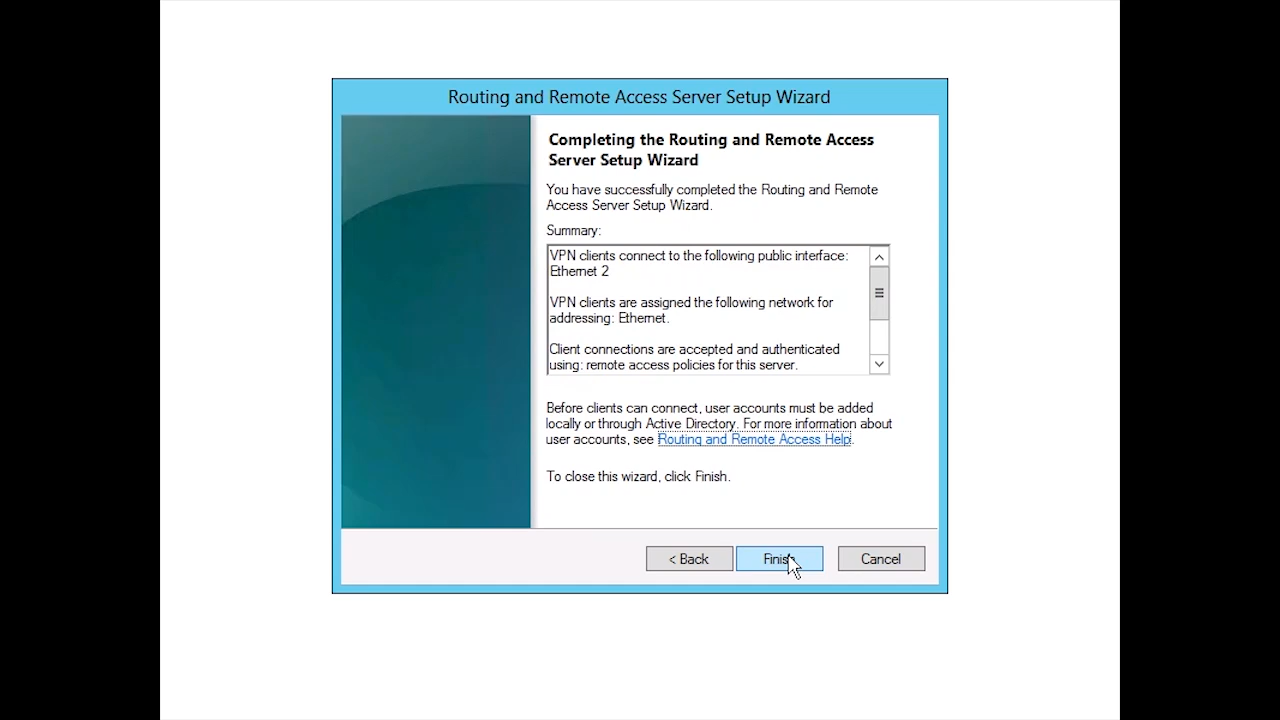 Routing and Remote Access Server Setup Wizard
Completing the Routing and Remote Access
Server Setup Wizard
You have successfully completed the Routing and Remote
Access Server Setup Wizard.
Summary:
VPN clients connect to the following public interface:
Ethernet 2
VPN clients are assigned the following network for
addressing: Ethernet.
Client connections are accepted and authenticated
using: remote access policies for this server.
Before clients can connect, user accounts must be added
locally or through Active Directory. For more information about
user accounts, see Routing and Remote Access Help.
To close this wizard, click Finish.
< Back Finish Cancel